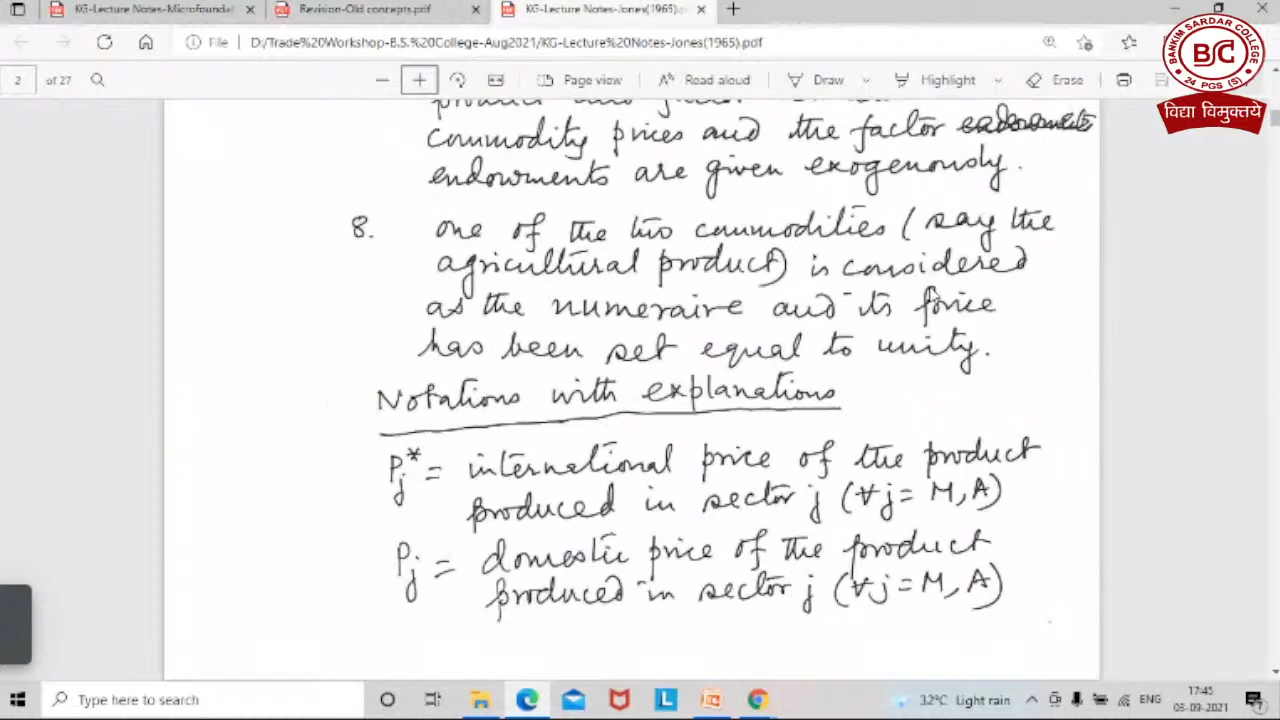 KG-Lecture Notes-Microfoundat
Revision-Old concepts.pdf
KG-Lecture Notes-Jones(1965).p
File
D:/Trade%20Workshop-B.S.%20College-Aug2021/KG-Lecture%20Notes-Jones(1965).pdf
2 of 27
Page view
Read aloud
Draw
Highlight
Erase
BANKIM SARDAR COLLEGE
BSC
24 PGS (S)
विद्या विमुक्तये
commodity prices and the factor endowments
endowments are given exogenously.
8. one of the two commodities (say the
agricultural product) is considered
as the numeraire and its price
has been set equal to unity.
Notations with explanations
Pj* = international price of the product
produced in sector j (∀j = M, A)
Pj = domestic price of the product
produced in sector j (∀j = M, A)
Type here to search
32°C Light rain
ENG
17:45
03-09-2021